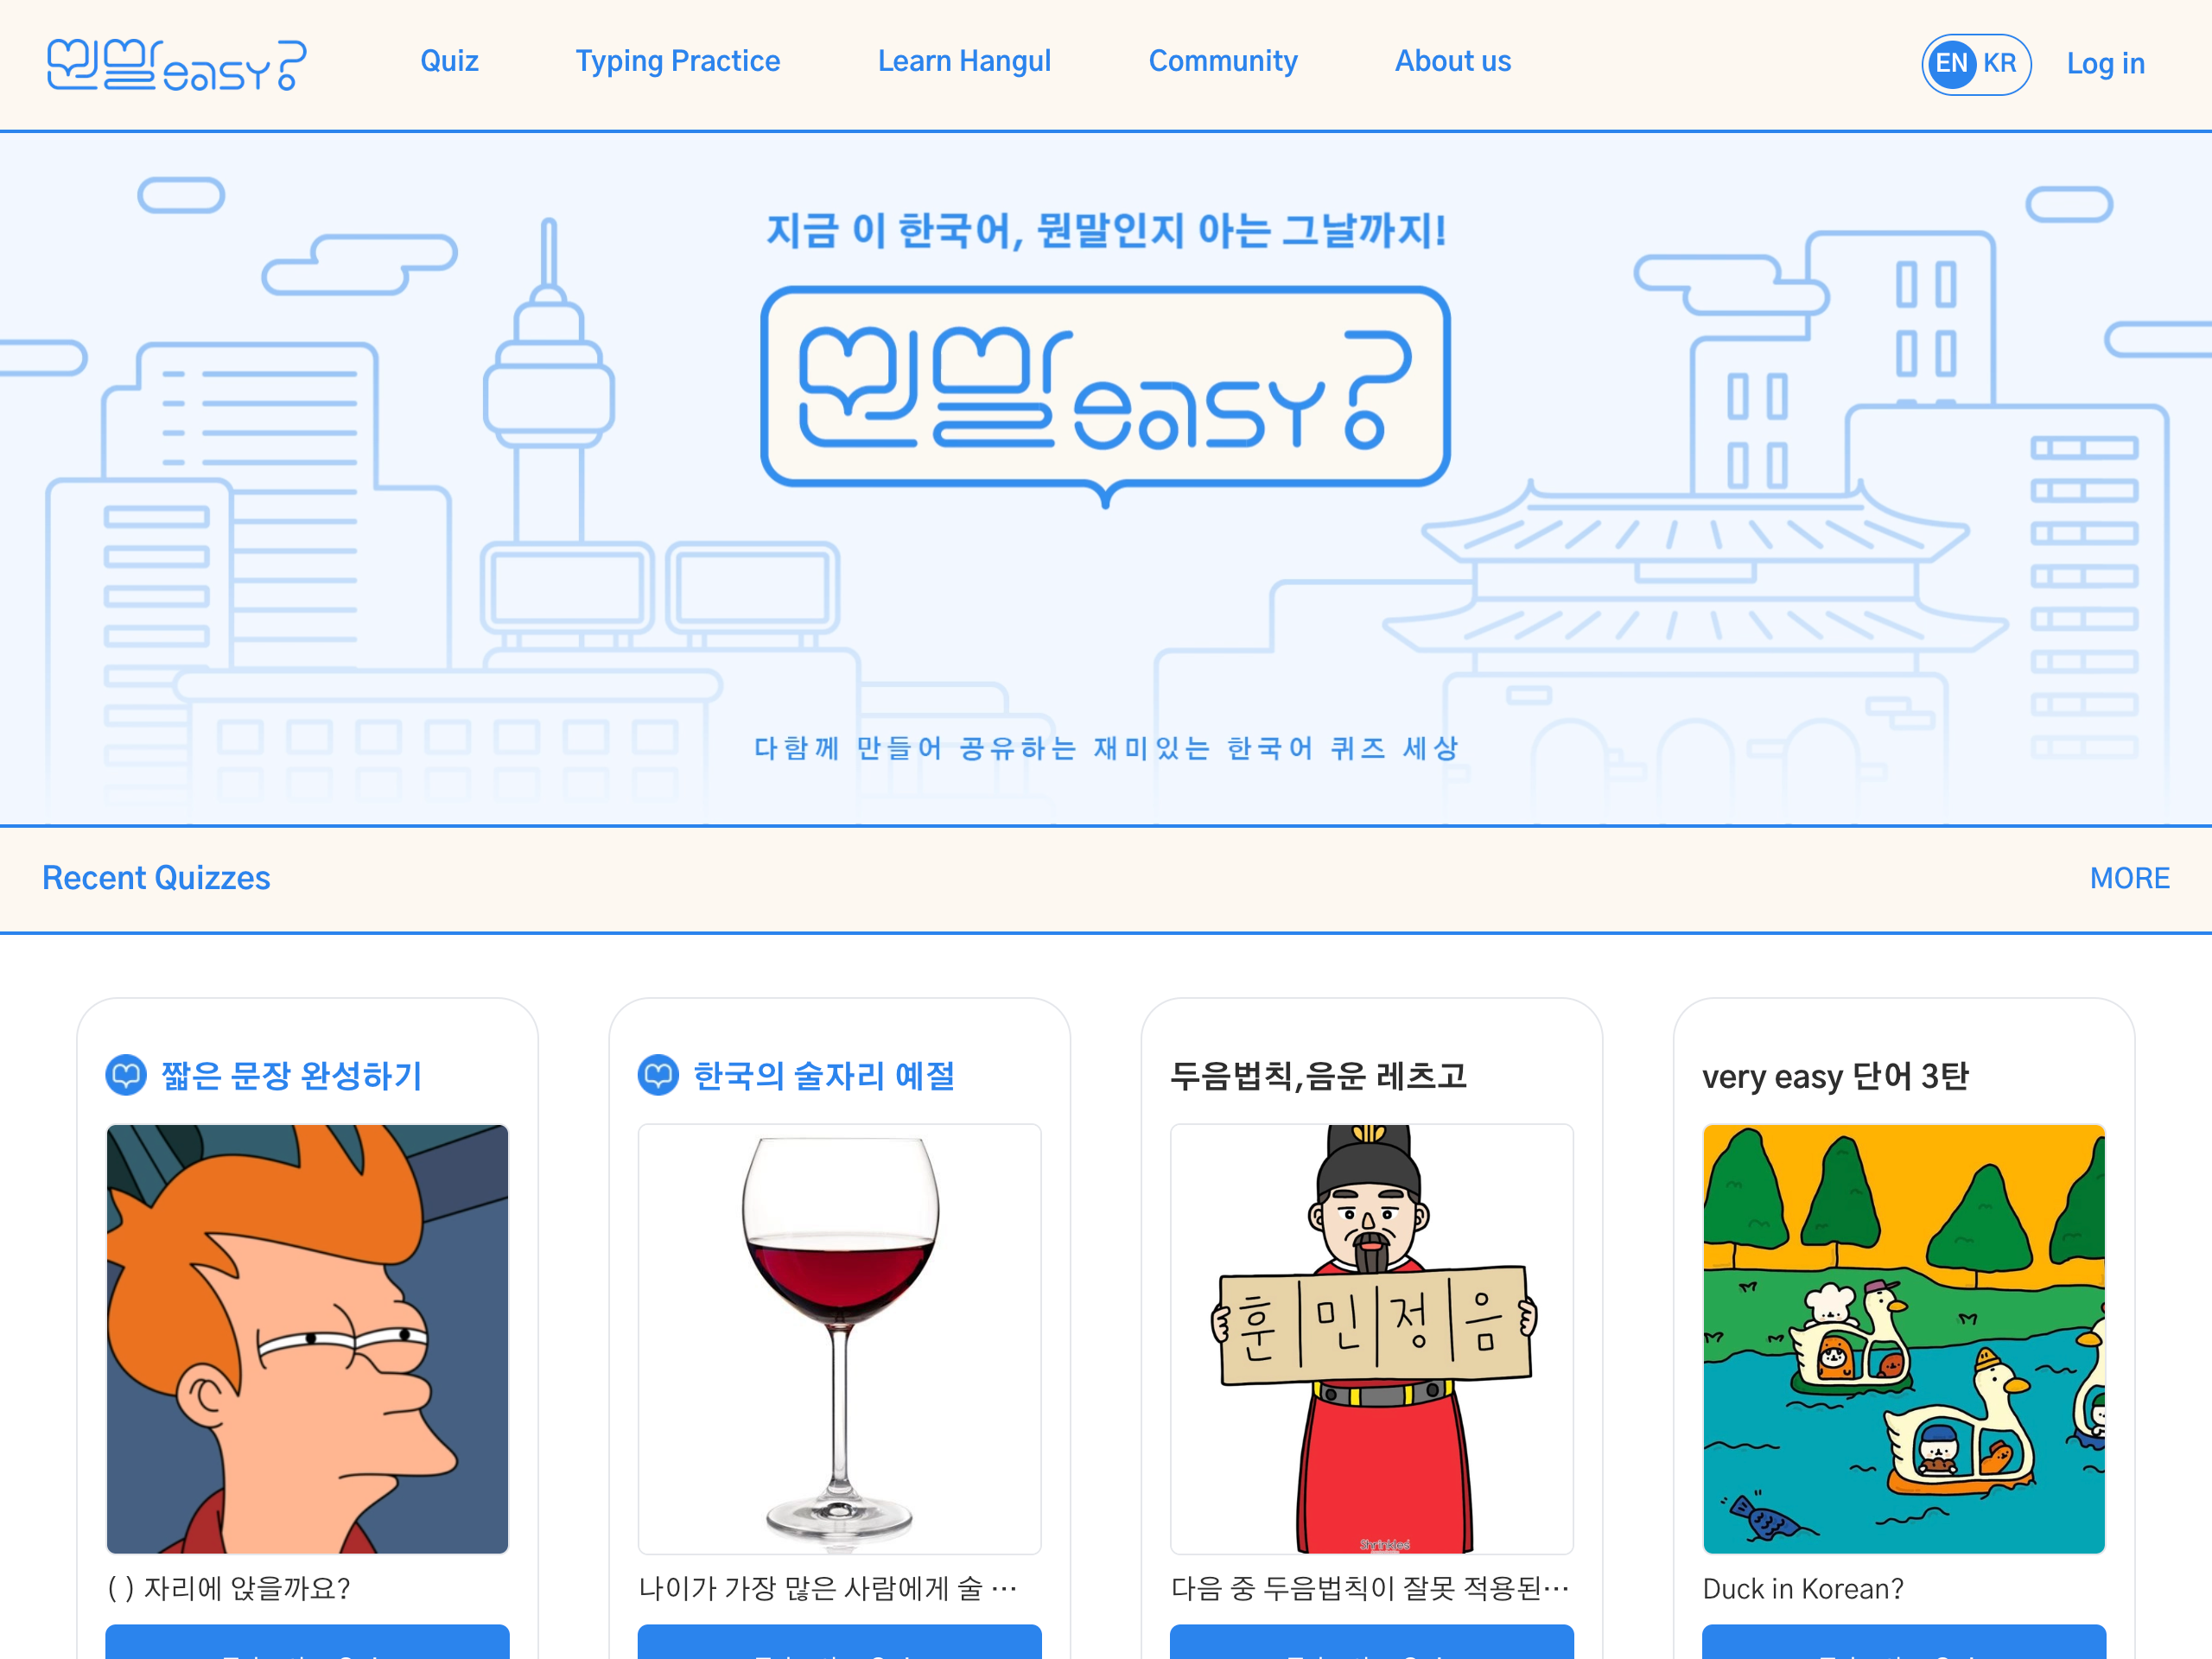 뭔말easy?
Quiz
Typing Practice
Learn Hangul
Community
About us
EN KR
Log in
지금 이 한국어, 뭔말인지 아는 그날까지!
뭔말easy?
다함께 만들어 공유하는 재미있는 한국어 퀴즈 세상
Recent Quizzes
MORE
짧은 문장 완성하기
한국의 술자리 예절
두음법칙,음운 레츠고
very easy 단어 3탄
훈민정음
Shrinkled
( ) 자리에 앉을까요?
나이가 가장 많은 사람에게 술 ···
다음 중 두음법칙이 잘못 적용된···
Duck in Korean?